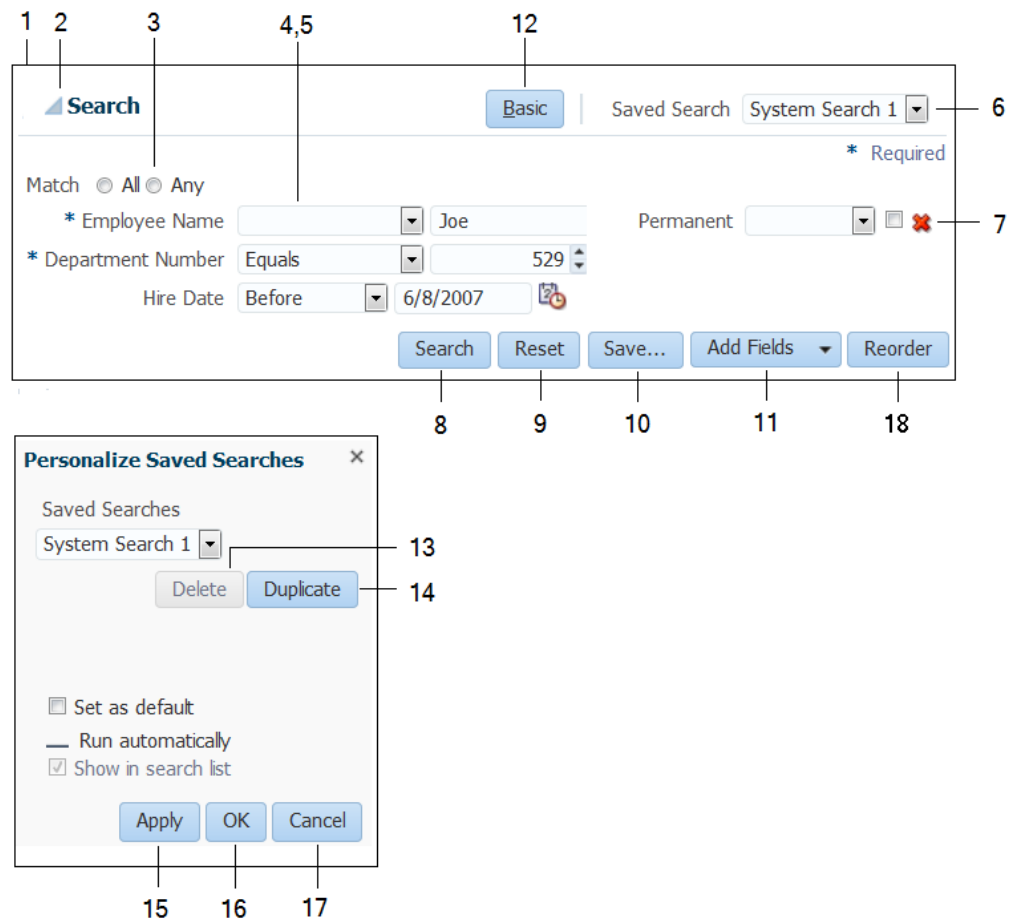 1 2 3 4,5 12
Search Basic Saved Search System Search 1 6
* Required
Match All Any
* Employee Name Joe Permanent 7
* Department Number Equals 529
Hire Date Before 6/8/2007
Search Reset Save... Add Fields Reorder
8 9 10 11 18
Personalize Saved Searches ×
Saved Searches
System Search 1
13
Delete Duplicate 14
Set as default
Run automatically
Show in search list
Apply OK Cancel
15 16 17